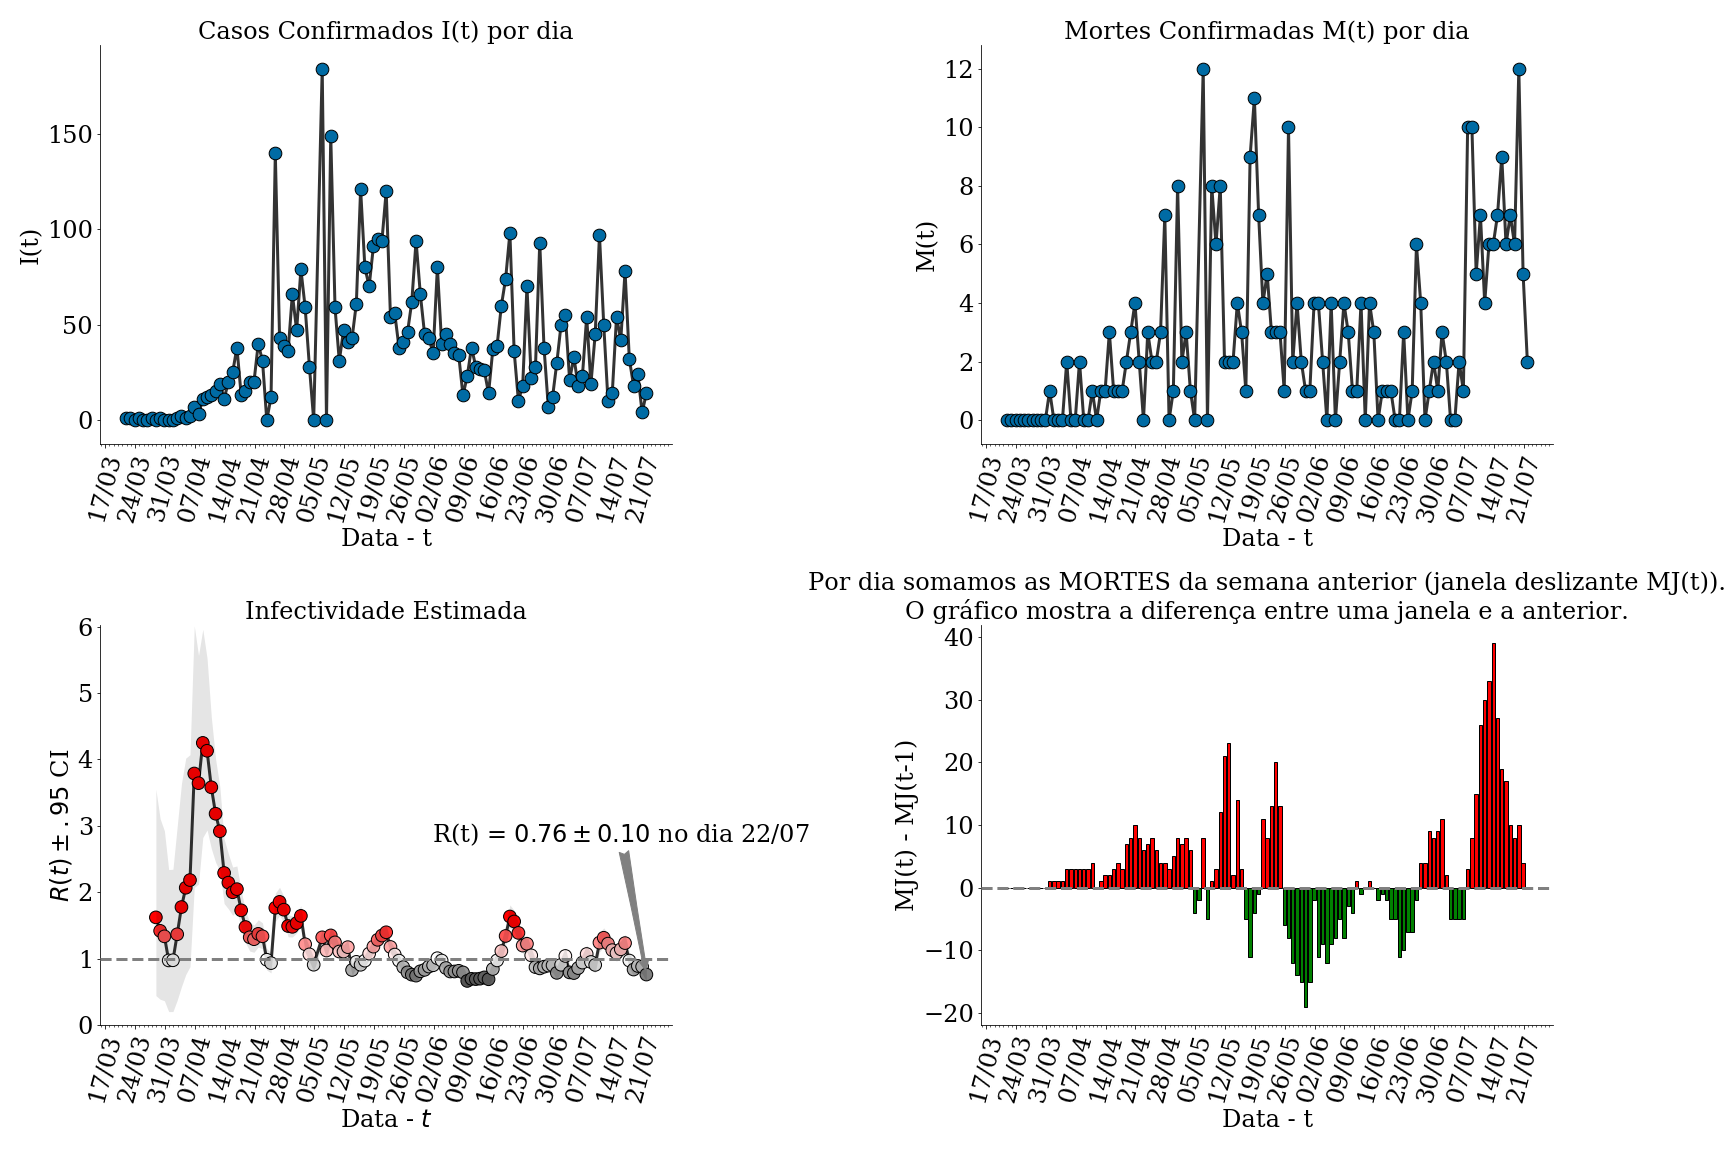 Casos Confirmados I(t) por dia
I(t)
150
100
50
0
17/03 24/03 31/03 07/04 14/04 21/04 28/04 05/05 12/05 19/05 26/05 02/06 09/06 16/06 23/06 30/06 07/07 14/07 21/07
Data - t
Mortes Confirmadas M(t) por dia
M(t)
12
10
8
6
4
2
0
17/03 24/03 31/03 07/04 14/04 21/04 28/04 05/05 12/05 19/05 26/05 02/06 09/06 16/06 23/06 30/06 07/07 14/07 21/07
Data - t
Infectividade Estimada
R(t) ± .95 CI
6
5
4
3
2
1
0
R(t) = 0.76 ± 0.10 no dia 22/07
17/03 24/03 31/03 07/04 14/04 21/04 28/04 05/05 12/05 19/05 26/05 02/06 09/06 16/06 23/06 30/06 07/07 14/07 21/07
Data - t
Por dia somamos as MORTES da semana anterior (janela deslizante MJ(t)).
O gráfico mostra a diferença entre uma janela e a anterior.
MJ(t) - MJ(t-1)
40
30
20
10
0
−10
−20
17/03 24/03 31/03 07/04 14/04 21/04 28/04 05/05 12/05 19/05 26/05 02/06 09/06 16/06 23/06 30/06 07/07 14/07 21/07
Data - t